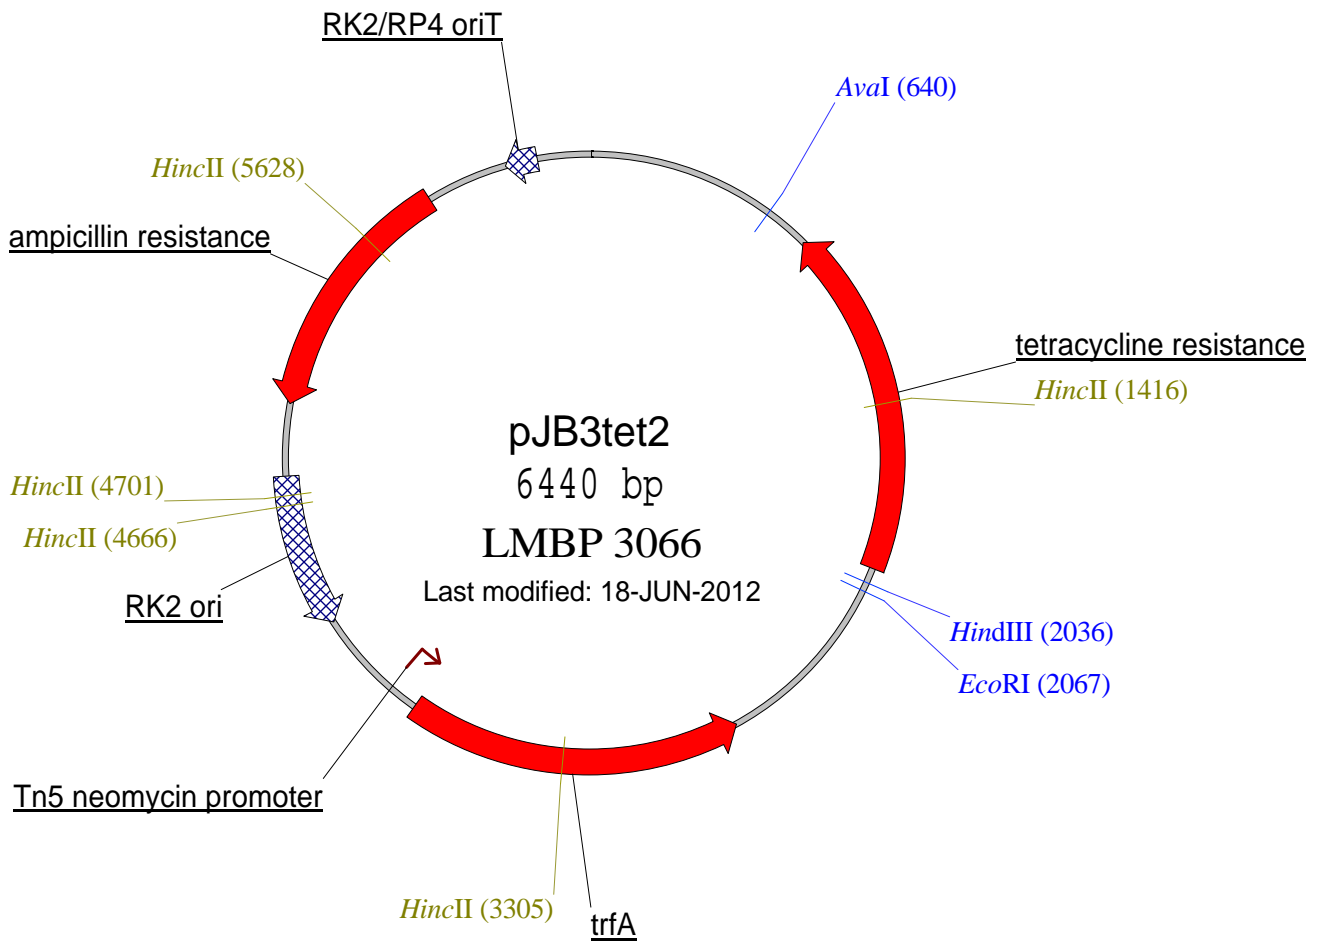 RK2/RP4 oriT
AvaI (640)
HincII (5628)
ampicillin resistance
tetracycline resistance
HincII (1416)
pJB3tet2
6440 bp
LMBP 3066
Last modified: 18-JUN-2012
HincII (4701)
HincII (4666)
RK2 ori
HindIII (2036)
EcoRI (2067)
Tn5 neomycin promoter
HincII (3305)
trfA